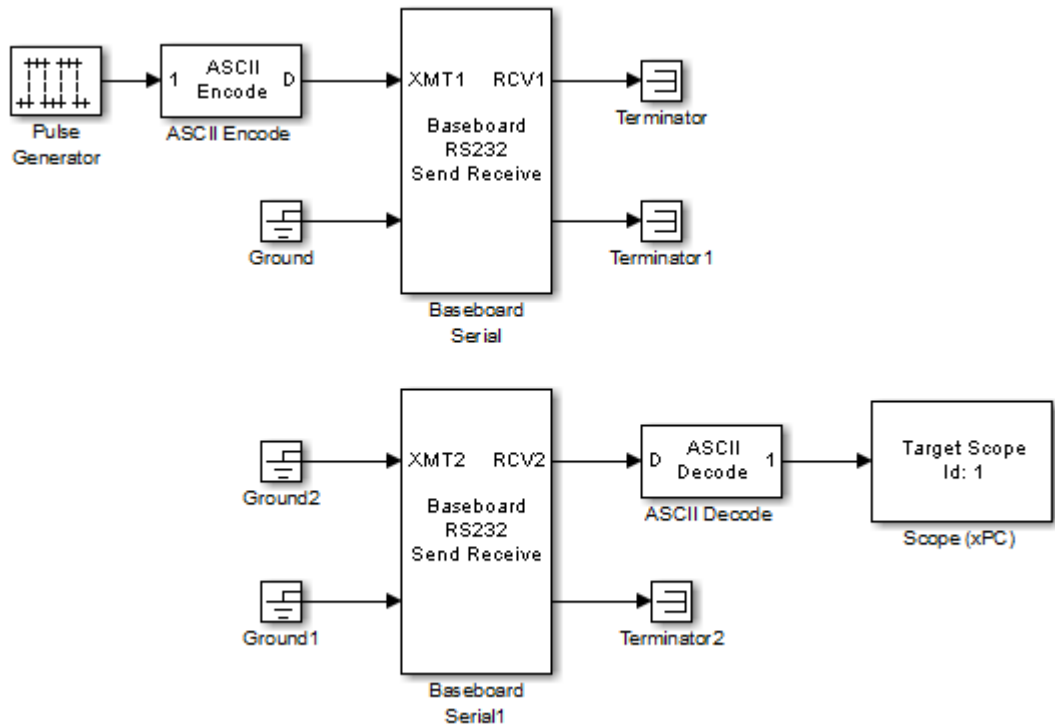 1 ASCII Encode D
Pulse Generator
ASCII Encode
XMT1 RCV1
Baseboard
RS232
Send Receive
Terminator
Ground
Terminator1
Baseboard
Serial
XMT2 RCV2
Baseboard
RS232
Send Receive
Ground2
D ASCII Decode 1
ASCII Decode
Target Scope
Id: 1
Scope (xPC)
Ground1
Terminator2
Baseboard
Serial1